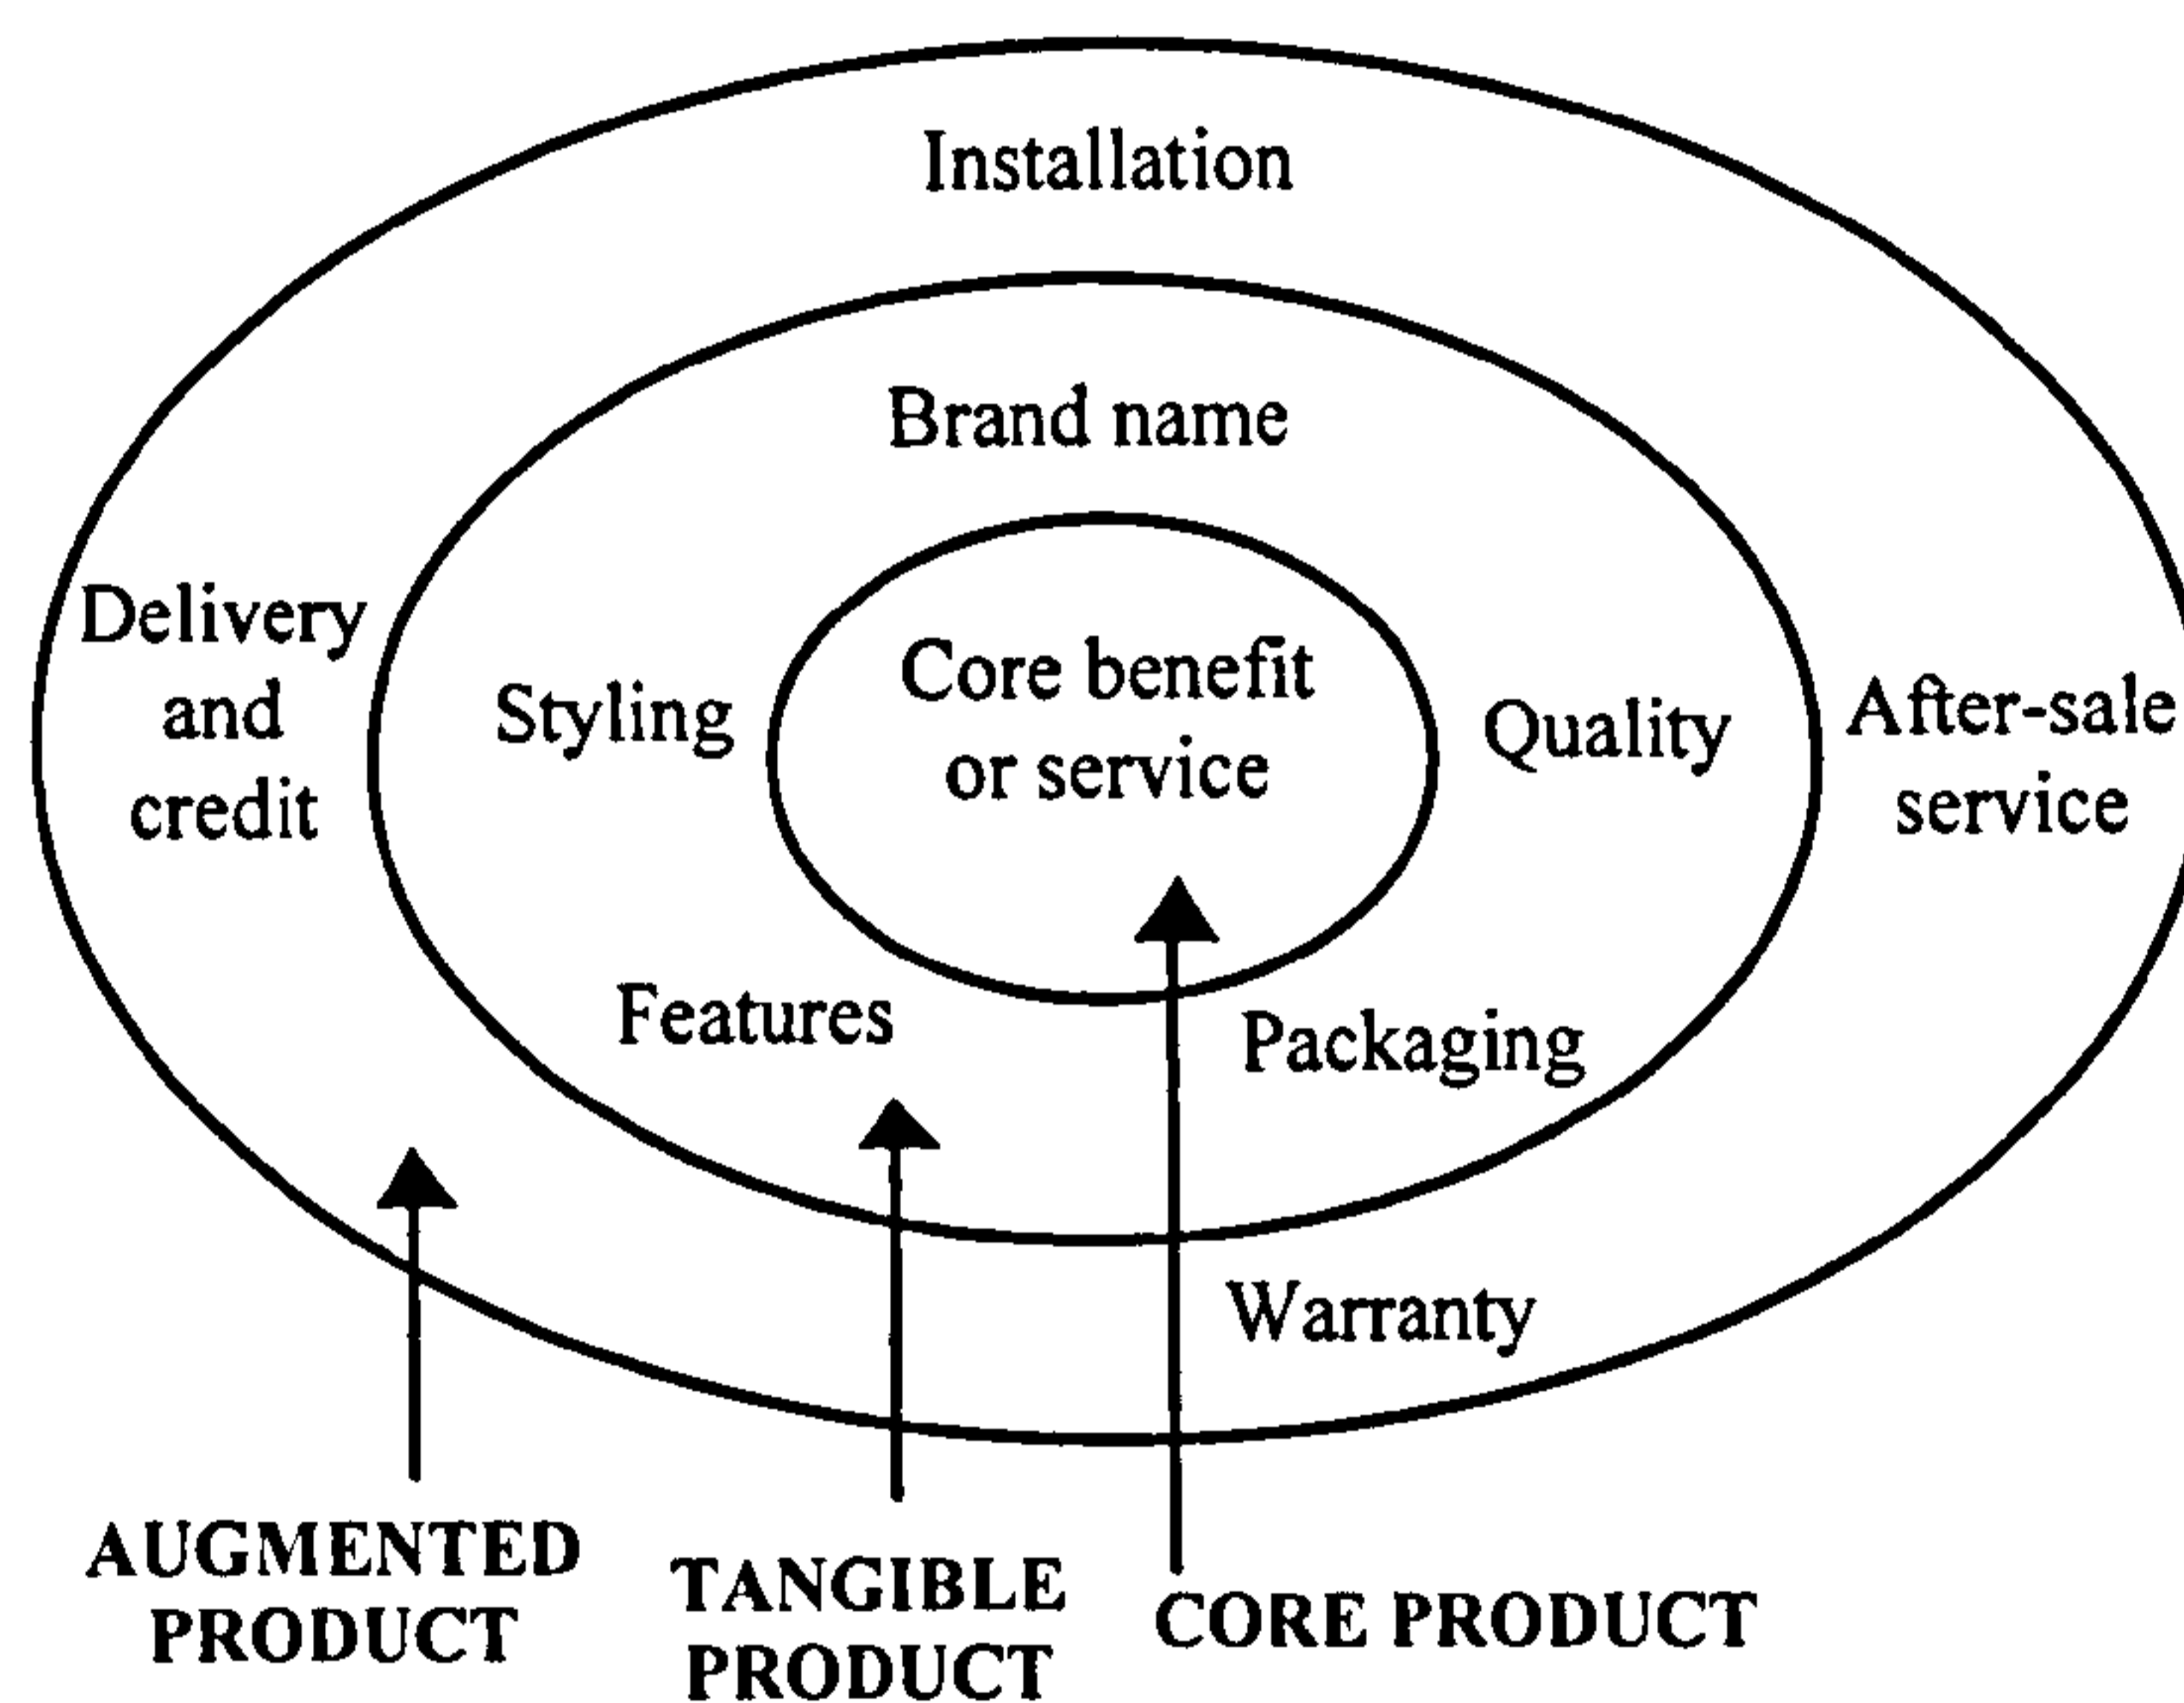 Installation
Brand name
Delivery
and
credit
Styling
Core benefit
or service
Quality
After-sale
service
Features
Packaging
Warranty
AUGMENTED
PRODUCT
TANGIBLE
PRODUCT
CORE PRODUCT